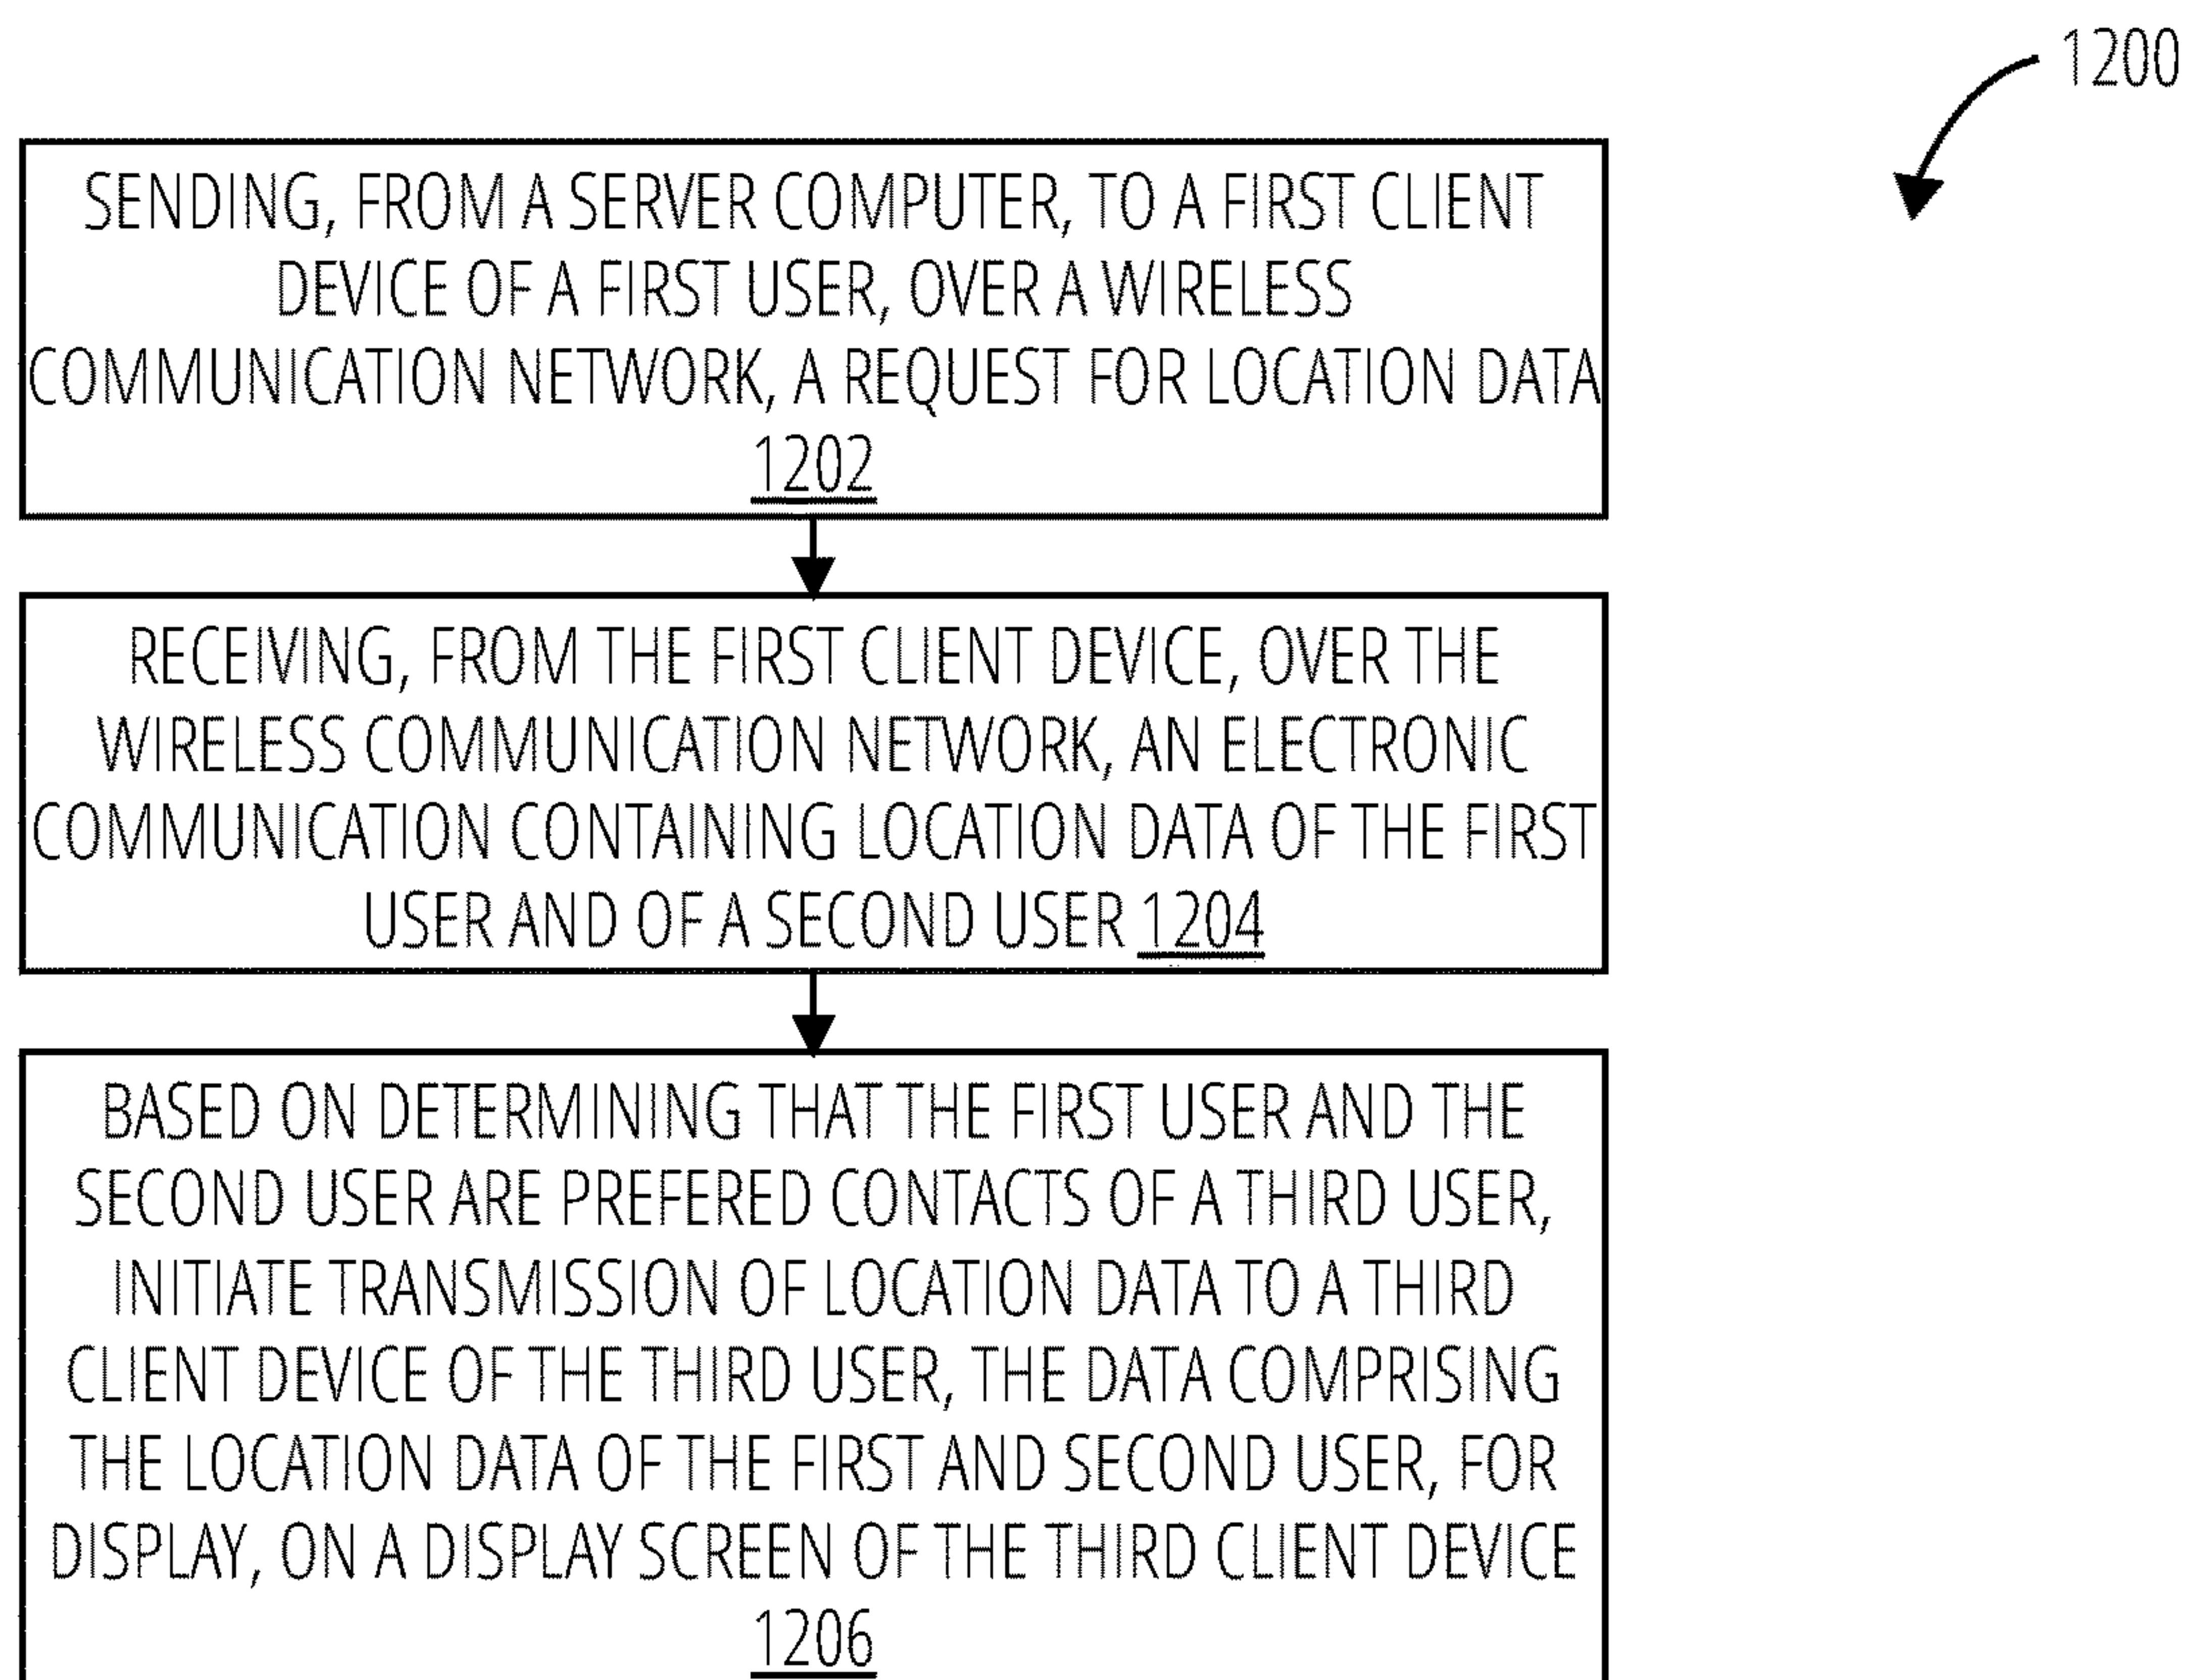 1200
SENDING, FROM A SERVER COMPUTER, TO A FIRST CLIENT
DEVICE OF A FIRST USER, OVER A WIRELESS
COMMUNICATION NETWORK, A REQUEST FOR LOCATION DATA
1202
RECEIVING, FROM THE FIRST CLIENT DEVICE, OVER THE
WIRELESS COMMUNICATION NETWORK, AN ELECTRONIC
COMMUNICATION CONTAINING LOCATION DATA OF THE FIRST
USER AND OF A SECOND USER 1204
BASED ON DETERMINING THAT THE FIRST USER AND THE
SECOND USER ARE PREFERED CONTACTS OF A THIRD USER,
INITIATE TRANSMISSION OF LOCATION DATA TO A THIRD
CLIENT DEVICE OF THE THIRD USER, THE DATA COMPRISING
THE LOCATION DATA OF THE FIRST AND SECOND USER, FOR
DISPLAY, ON A DISPLAY SCREEN OF THE THIRD CLIENT DEVICE
1206